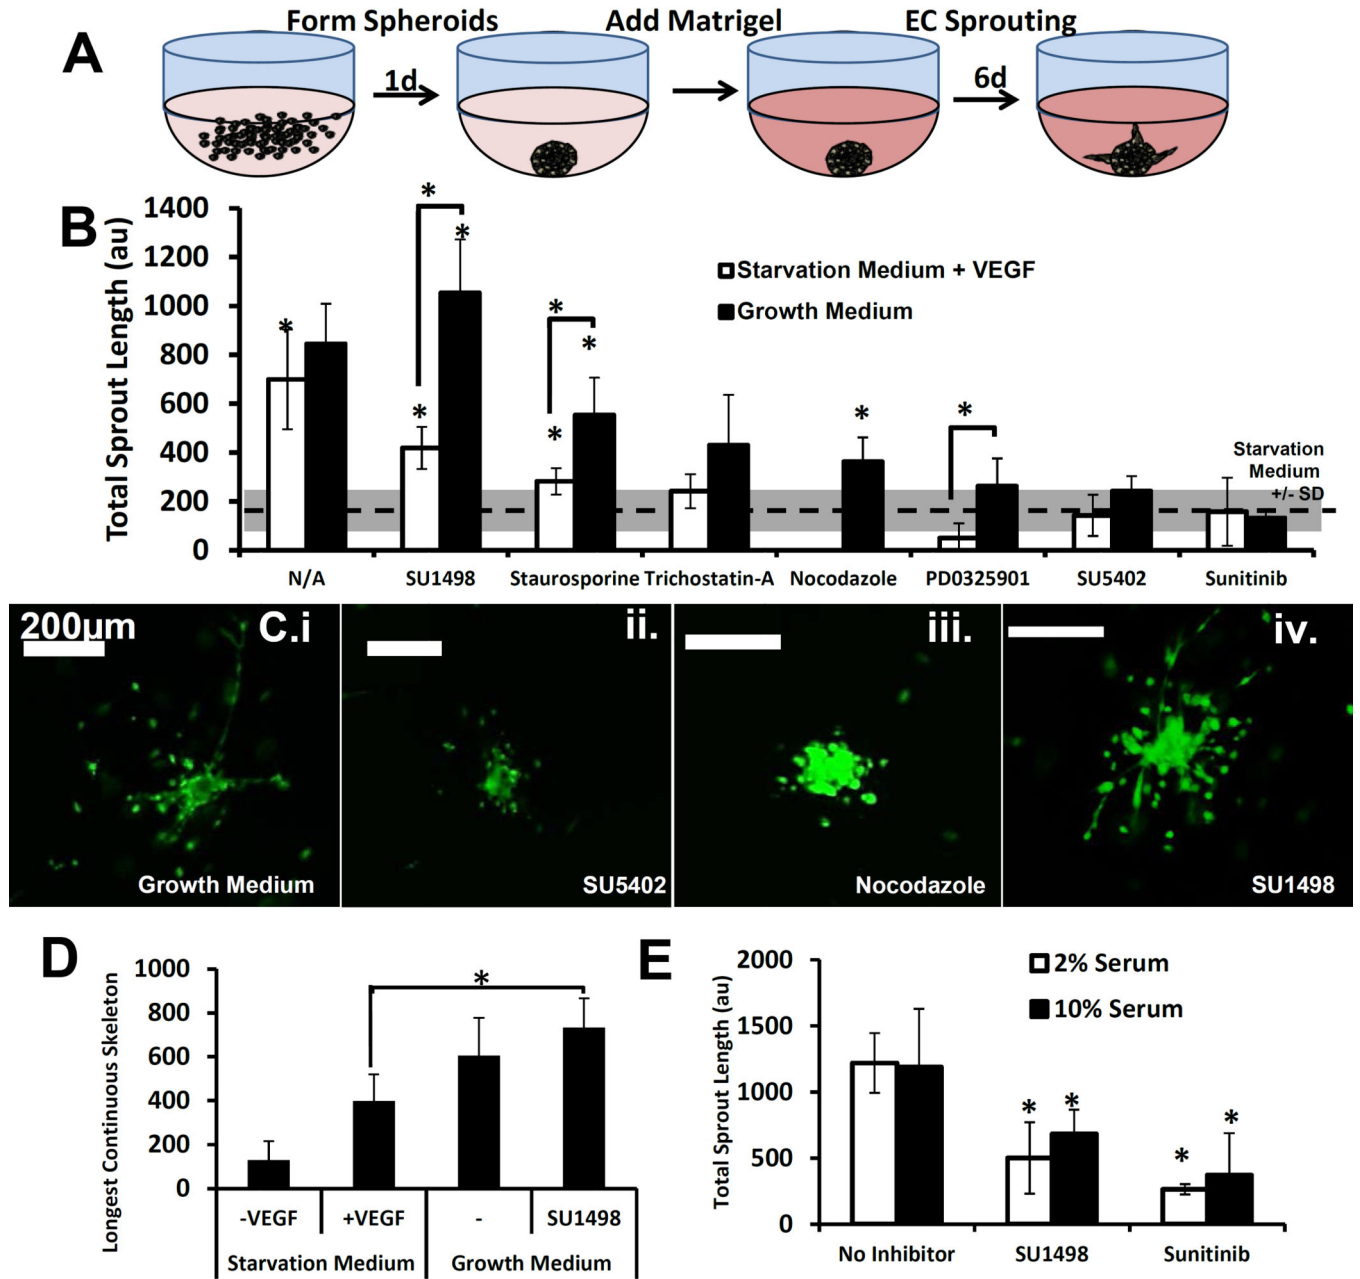 A
Form Spheroids Add Matrigel EC Sprouting
1d 6d
B
Total Sprout Length (au)
1400
1200
1000
800
600
400
200
0
* * * * * * * * * *
Starvation Medium + VEGF
Growth Medium
Starvation
Medium
+/- SD
N/A SU1498 Staurosporine Trichostatin-A Nocodazole PD0325901 SU5402 Sunitinib
200µm C.i ii. iii. iv.
Growth Medium SU5402 Nocodazole SU1498
D
Longest Continuous Skeleton
1000
800
600
400
200
0
*
-VEGF +VEGF - SU1498
Starvation Medium Growth Medium
E
Total Sprout Length (au)
2000
1500
1000
500
0
2% Serum
10% Serum
* * * *
No Inhibitor SU1498 Sunitinib